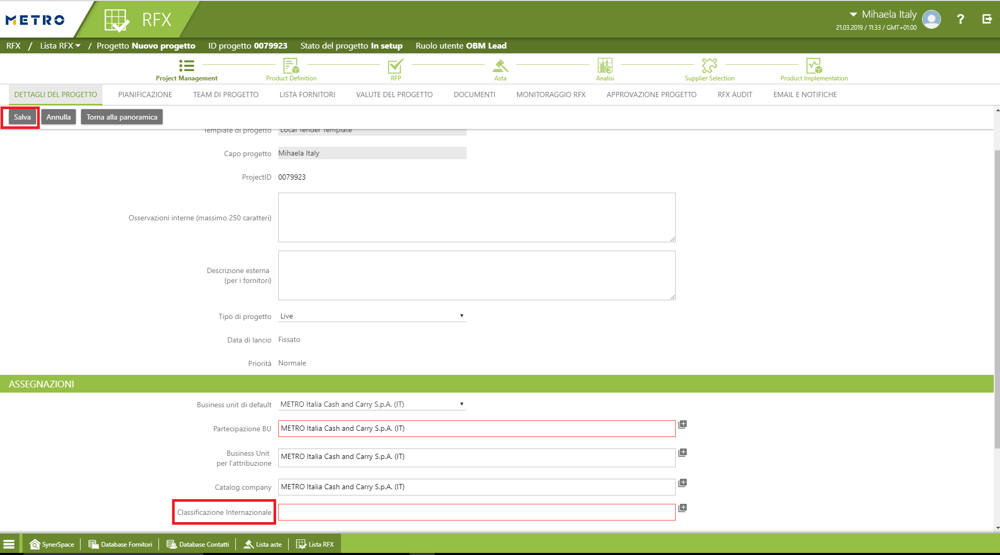 METRO
RFX
Mihaela Italy
21.03.2019 / 11:33 / GMT+01:00
?
RFX / Lista RFX / Progetto Nuovo progetto ID progetto 0079923 Stato del progetto In setup Ruolo utente OBM Lead
Project Management
Product Definition
RFP
Asta
Analisi
Supplier Selection
Product Implementation
DETTAGLI DEL PROGETTO PIANIFICAZIONE TEAM DI PROGETTO LISTA FORNITORI VALUTE DEL PROGETTO DOCUMENTI MONITORAGGIO RFX APPROVAZIONE PROGETTO RFX AUDIT EMAIL E NOTIFICHE
Salva Annulla Torna alla panoramica
Template di progetto Local Tender Template
Capo progetto Mihaela Italy
ProjectID 0079923
Osservazioni interne (massimo 250 caratteri)
Descrizione esterna
(per i fornitori)
Tipo di progetto Live
Data di lancio Fissato
Priorità Normale
ASSEGNAZIONI
Business unit di default METRO Italia Cash and Carry S.p.A. (IT)
Partecipazione BU METRO Italia Cash and Carry S.p.A. (IT)
Business Unit
per l'attribuzione METRO Italia Cash and Carry S.p.A. (IT)
Catalog company METRO Italia Cash and Carry S.p.A. (IT)
Classificazione Internazionale
SynerSpace Database Fornitori Database Contatti Lista aste Lista RFX